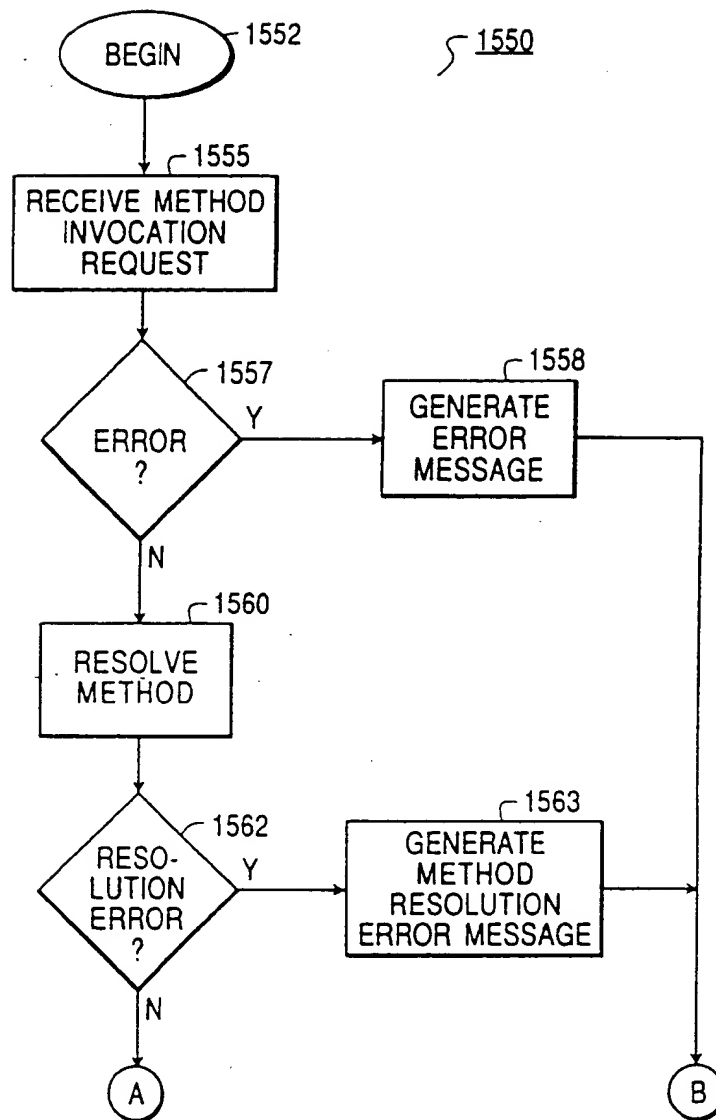 1552
BEGIN
1550
1555
RECEIVE METHOD
INVOCATION
REQUEST
1557
ERROR
?
Y
1558
GENERATE
ERROR
MESSAGE
N
1560
RESOLVE
METHOD
1562
RESO-
LUTION
ERROR
?
Y
1563
GENERATE
METHOD
RESOLUTION
ERROR MESSAGE
N
A
B